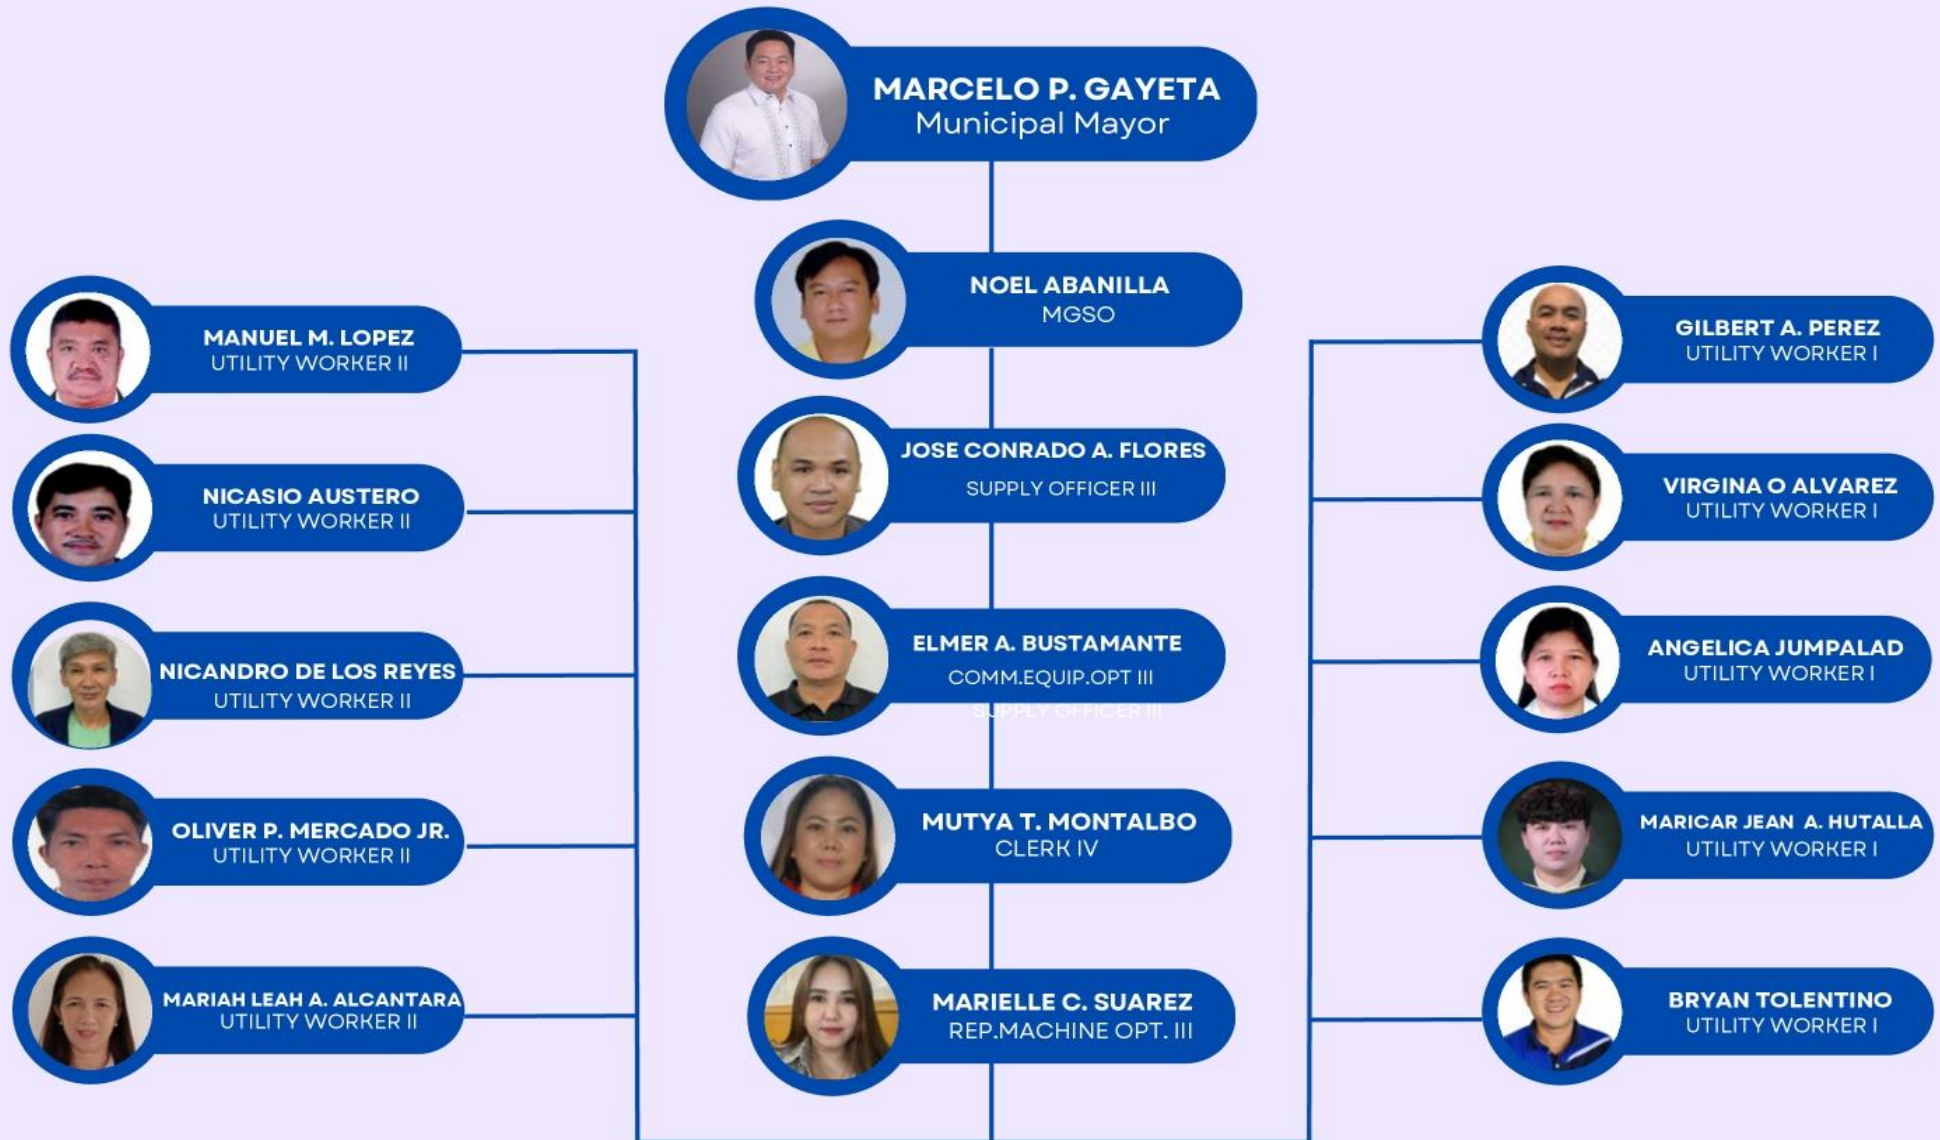 MARCELO P. GAYETA
Municipal Mayor
NOEL ABANILLA
MGSO
JOSE CONRADO A. FLORES
SUPPLY OFFICER III
ELMER A. BUSTAMANTE
COMM.EQUIP.OPT III
SUPPLY OFFICER III
MUTYA T. MONTALBO
CLERK IV
MARIELLE C. SUAREZ
REP.MACHINE OPT. III
MANUEL M. LOPEZ
UTILITY WORKER II
NICASIO AUSTERO
UTILITY WORKER II
NICANDRO DE LOS REYES
UTILITY WORKER II
OLIVER P. MERCADO JR.
UTILITY WORKER II
MARIAH LEAH A. ALCANTARA
UTILITY WORKER II
GILBERT A. PEREZ
UTILITY WORKER I
VIRGINA O ALVAREZ
UTILITY WORKER I
ANGELICA JUMPALAD
UTILITY WORKER I
MARICAR JEAN A. HUTALLA
UTILITY WORKER I
BRYAN TOLENTINO
UTILITY WORKER I